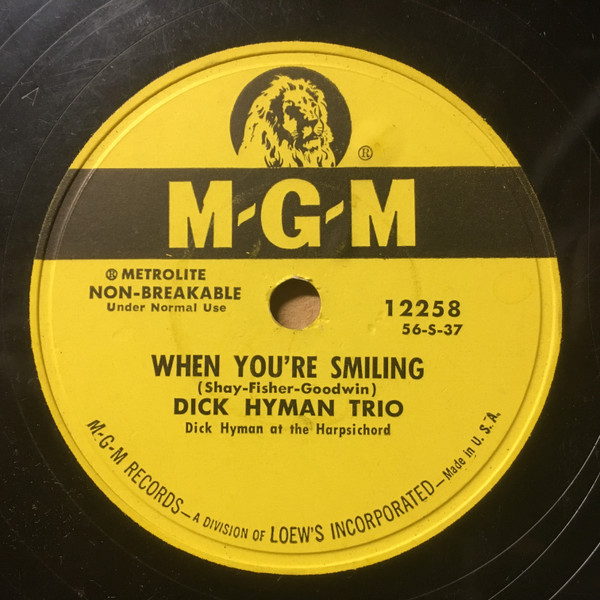 ®
M-G-M
® METROLITE
NON-BREAKABLE
Under Normal Use
12258
56-S-37
WHEN YOU'RE SMILING
(Shay-Fisher-Goodwin)
DICK HYMAN TRIO
Dick Hyman at the Harpsichord
M-G-M RECORDS—A DIVISION OF LOEW'S INCORPORATED—Made in U. S. A.